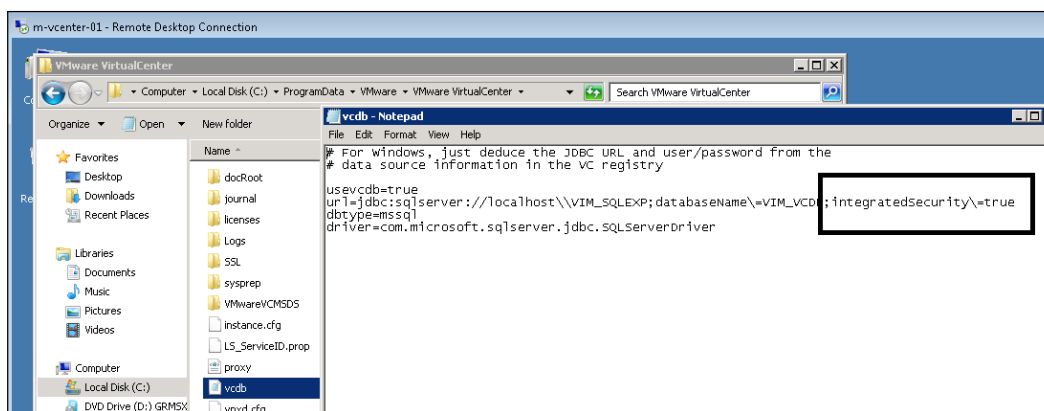 m-vcenter-01 - Remote Desktop Connection
VMware VirtualCenter
Computer ▾ Local Disk (C:) ▾ ProgramData ▾ VMware ▾ VMware VirtualCenter ▾
Search VMware VirtualCenter
Organize ▾ Open ▾ New folder
Favorites
Desktop
Downloads
Recent Places
Libraries
Documents
Music
Pictures
Videos
Computer
Local Disk (C:)
DVD Drive (D:) GRMSX
Name
docRoot
journal
licenses
Logs
SSL
sysprep
VMwareVCMSDS
instance.cfg
LS_ServiceID.prop
proxy
vcdb
vpxd.cfg
vcdb - Notepad
File Edit Format View Help
# For Windows, just deduce the JDBC URL and user/password from the
# data source information in the VC registry
usevcdb=true
url=jdbc:sqlserver://localhost\\VIM_SQLEXP;databaseName\=VIM_VCDB;integratedSecurity\=true
dbtype=mssql
driver=com.microsoft.sqlserver.jdbc.SQLServerDriver